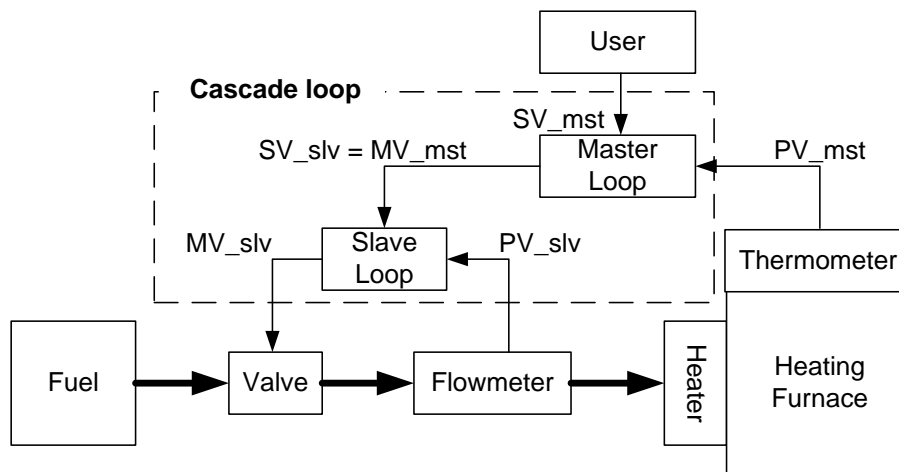 User
Cascade loop
SV_mst
SV_slv = MV_mst
Master
Loop
PV_mst
MV_slv
Slave
Loop
PV_slv
Thermometer
Fuel
Valve
Flowmeter
Heater
Heating
Furnace